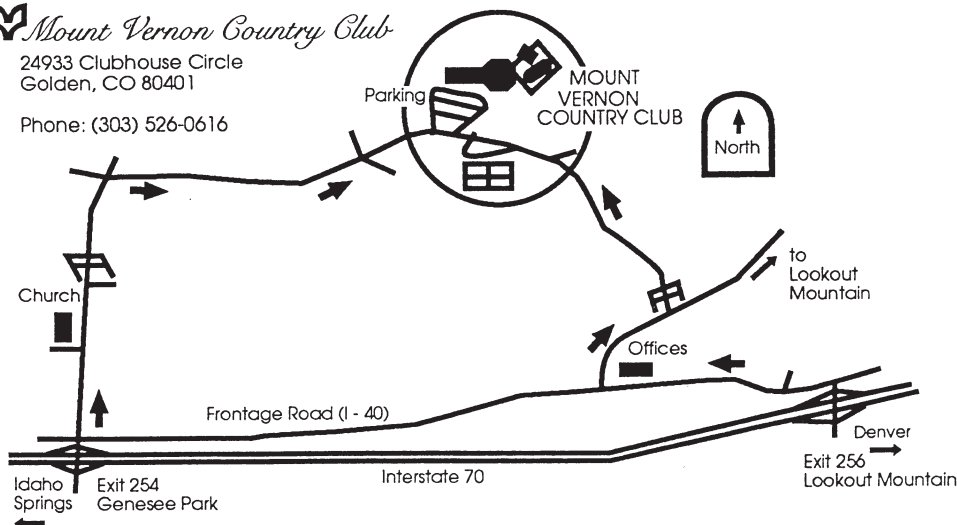 Mount Vernon Country Club
24933 Clubhouse Circle
Golden, CO 80401
Phone: (303) 526-0616
Parking
MOUNT
VERNON
COUNTRY CLUB
North
to
Lookout
Mountain
Church
Offices
Frontage Road (I - 40)
Interstate 70
Denver
Exit 256
Lookout Mountain
Idaho
Springs
Exit 254
Genesee Park